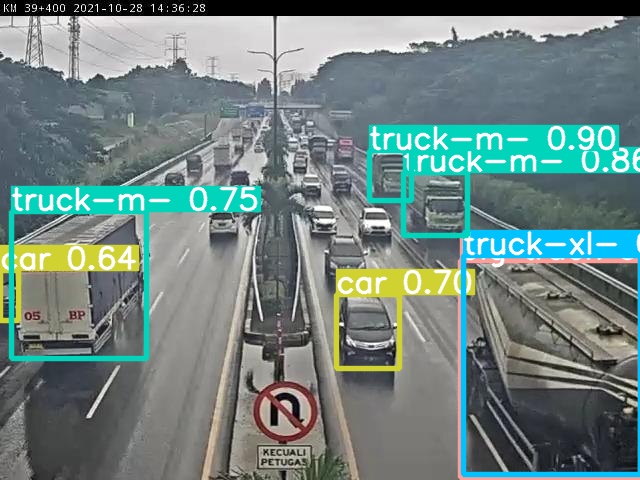 KM 39+400 2021-10-28 14:36:28
truck-m- 0.90
truck-m- 0.86
truck-m- 0.75
truck-xl-
car 0.64
car 0.70
05 BP
KECUALI
PETUGAS